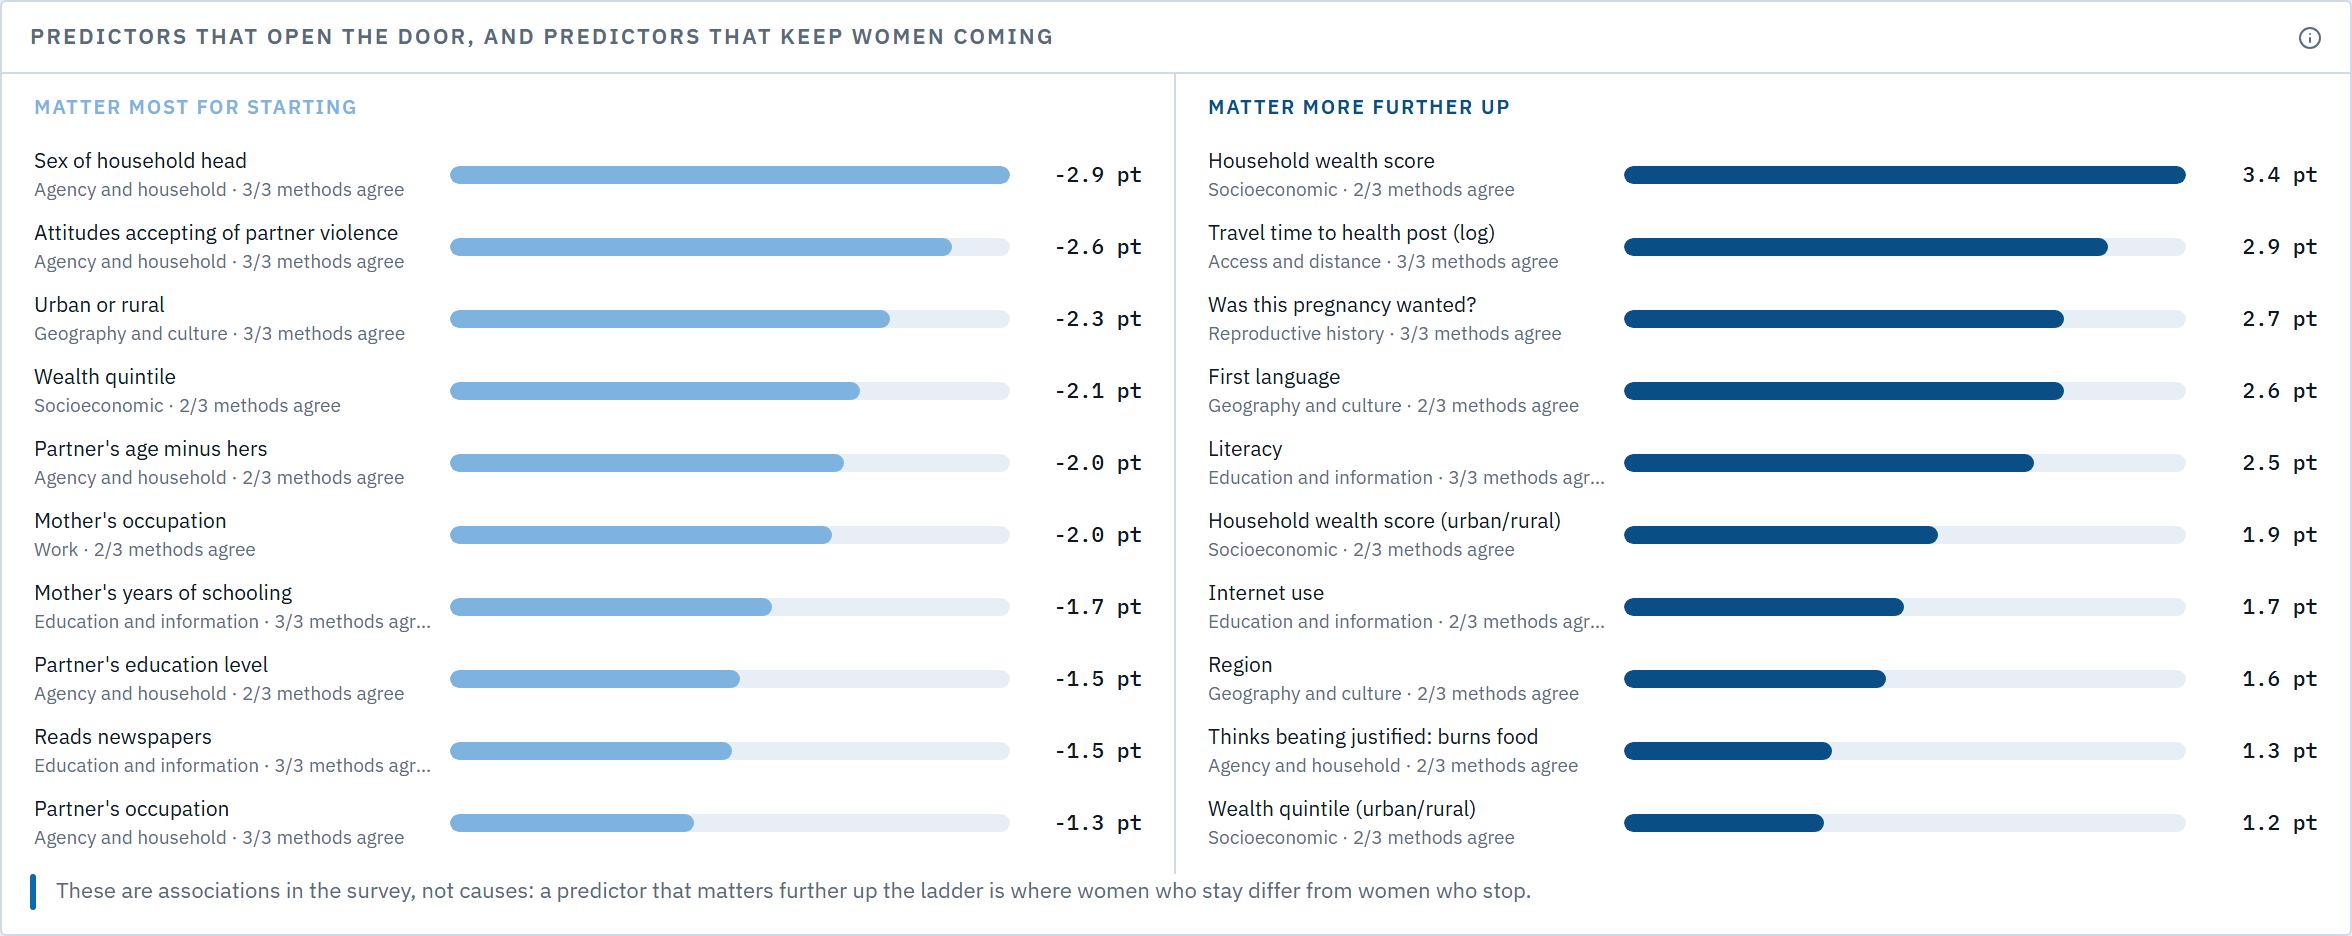 PREDICTORS THAT OPEN THE DOOR, AND PREDICTORS THAT KEEP WOMEN COMING
MATTER MOST FOR STARTING
Sex of household head
Agency and household · 3/3 methods agree
-2.9 pt
Attitudes accepting of partner violence
Agency and household · 3/3 methods agree
-2.6 pt
Urban or rural
Geography and culture · 3/3 methods agree
-2.3 pt
Wealth quintile
Socioeconomic · 2/3 methods agree
-2.1 pt
Partner's age minus hers
Agency and household · 2/3 methods agree
-2.0 pt
Mother's occupation
Work · 2/3 methods agree
-2.0 pt
Mother's years of schooling
Education and information · 3/3 methods agr...
-1.7 pt
Partner's education level
Agency and household · 2/3 methods agree
-1.5 pt
Reads newspapers
Education and information · 3/3 methods agr...
-1.5 pt
Partner's occupation
Agency and household · 3/3 methods agree
-1.3 pt
MATTER MORE FURTHER UP
Household wealth score
Socioeconomic · 2/3 methods agree
3.4 pt
Travel time to health post (log)
Access and distance · 3/3 methods agree
2.9 pt
Was this pregnancy wanted?
Reproductive history · 3/3 methods agree
2.7 pt
First language
Geography and culture · 2/3 methods agree
2.6 pt
Literacy
Education and information · 3/3 methods agr...
2.5 pt
Household wealth score (urban/rural)
Socioeconomic · 2/3 methods agree
1.9 pt
Internet use
Education and information · 2/3 methods agr...
1.7 pt
Region
Geography and culture · 2/3 methods agree
1.6 pt
Thinks beating justified: burns food
Agency and household · 2/3 methods agree
1.3 pt
Wealth quintile (urban/rural)
Socioeconomic · 2/3 methods agree
1.2 pt
These are associations in the survey, not causes: a predictor that matters further up the ladder is where women who stay differ from women who stop.